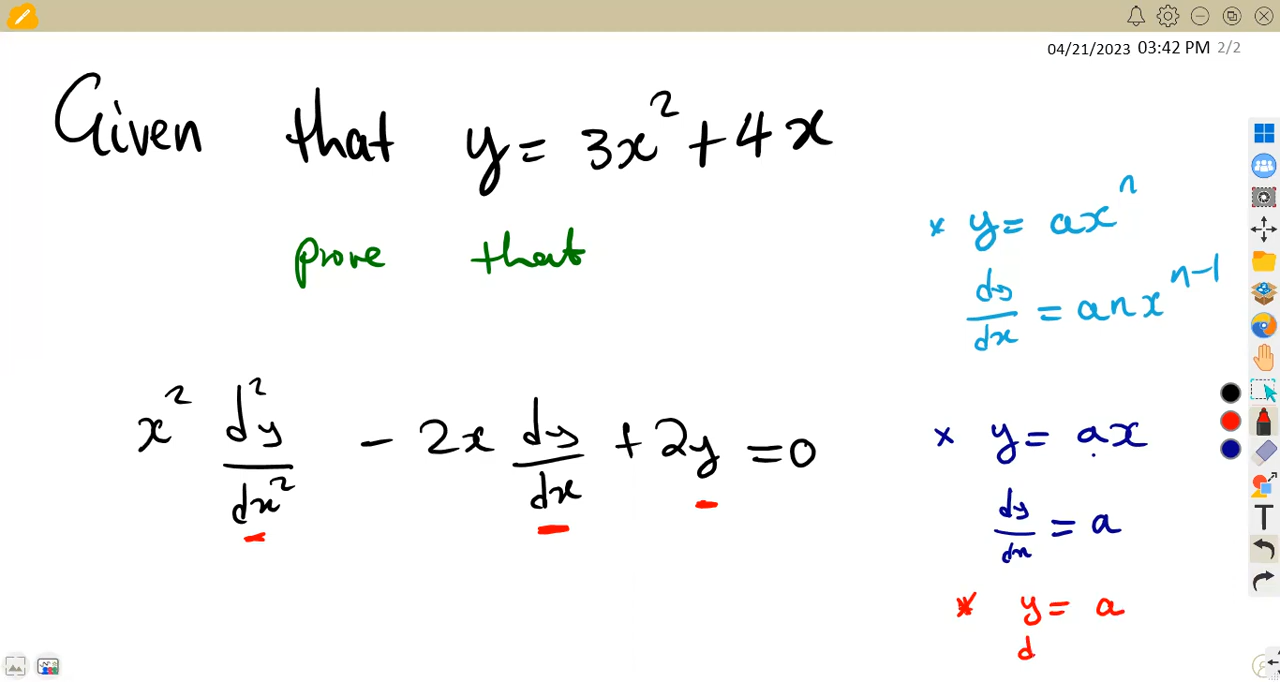 04/21/2023 03:42 PM 2/2
Given that y = 3x² + 4x
prove that
x² d²y/dx² - 2x dy/dx + 2y = 0
* y = axⁿ
dy/dx = anxⁿ⁻¹
* y = ax
dy/dx = a
* y = a
d
T